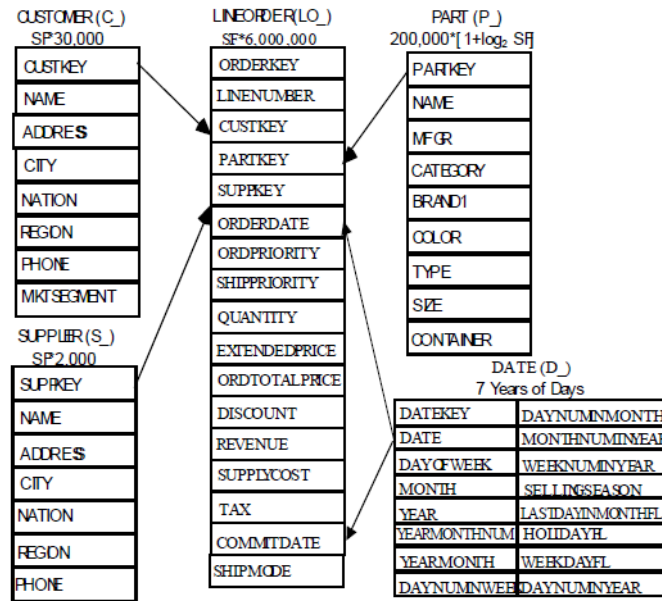 CUSTOMER (C_)
SF*30,000
CUSTKEY
NAME
ADDRESS
CITY
NATION
REGION
PHONE
MKTSEGMENT
SUPPLIER (S_)
SF*2,000
SUPPKEY
NAME
ADDRESS
CITY
NATION
REGION
PHONE
LINEORDER(LO_)
SF*6,000,000
ORDERKEY
LINENUMBER
CUSTKEY
PARTKEY
SUPPKEY
ORDERDATE
ORDPRIORITY
SHIPPRIORITY
QUANTITY
EXTENDEDPRICE
ORDTOTALPRICE
DISCOUNT
REVENUE
SUPPLYCOST
TAX
COMMITDATE
SHIPMODE
PART (P_)
200,000*[1+log₂ SF]
PARTKEY
NAME
MFGR
CATEGORY
BRAND1
COLOR
TYPE
SIZE
CONTAINER
DATE (D_)
7 Years of Days
DATEKEY DAYNUMINMONTH
DATE MONTHNUMINYEAR
DAYOFWEEK WEEKNUMINYEAR
MONTH SELLINGSEASON
YEAR LASTDAYINMONTHFL
YEARMONTHNUM HOLIDAYFL
YEARMONTH WEEKDAYFL
DAYNUMINWEEK DAYNUMINYEAR